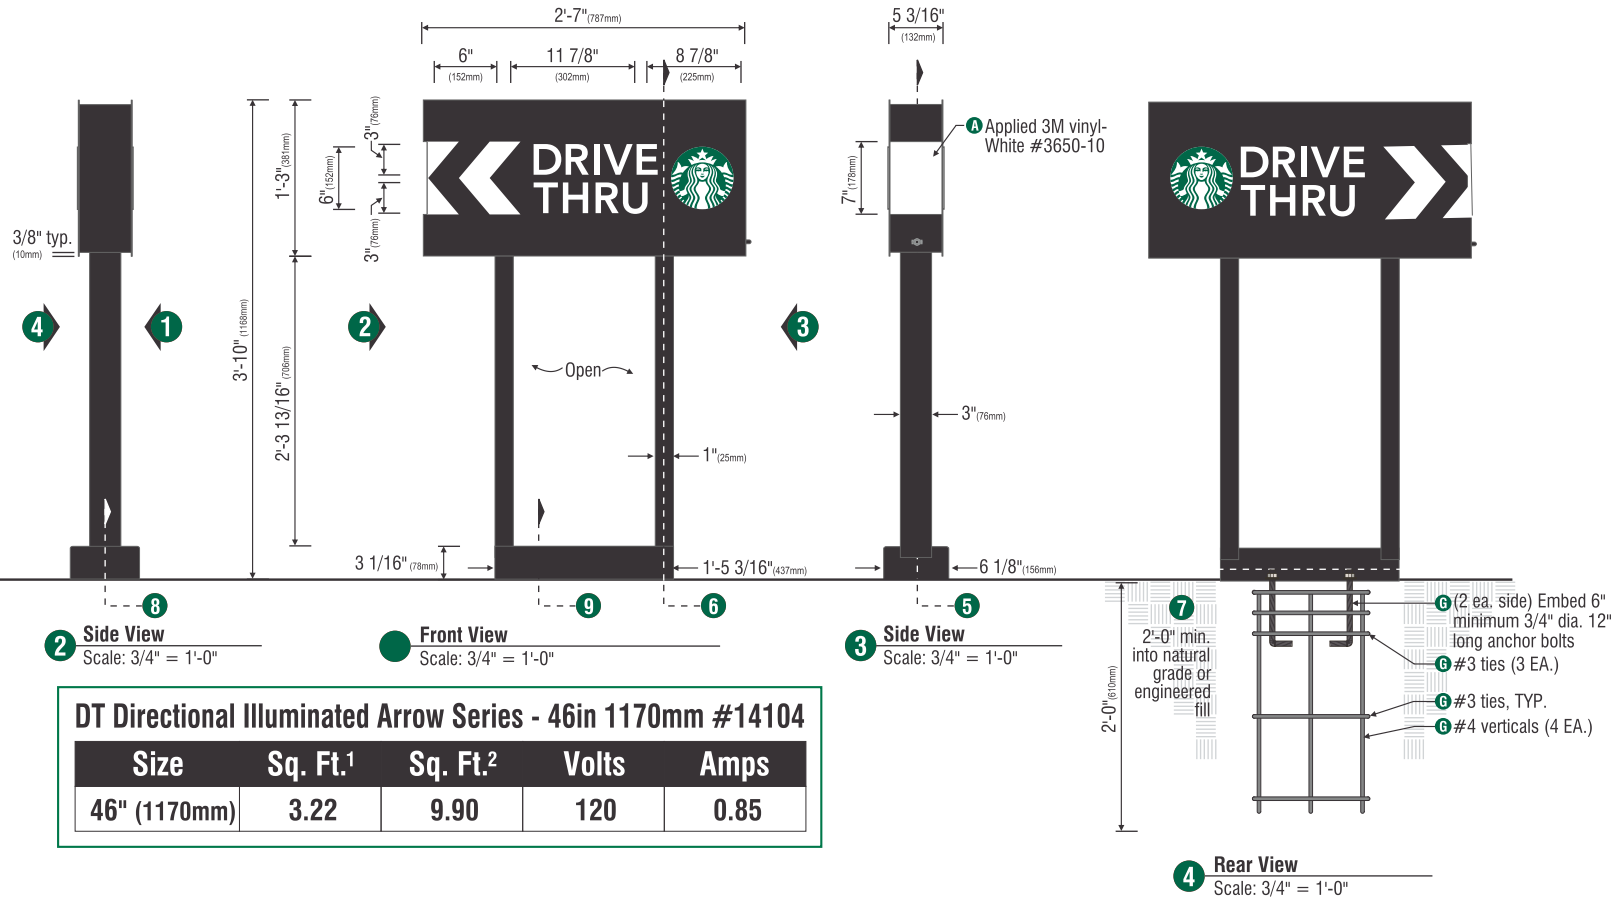 2'-7" (787mm)
6" (152mm)
11 7/8" (302mm)
8 7/8" (225mm)
5 3/16" (132mm)
3" (76mm)
1'-3" (381mm)
6" (152mm)
3" (76mm)
DRIVE
THRU
7" (178mm)
A Applied 3M vinyl-
White #3650-10
DRIVE
THRU
3/8" typ.
(10mm)
4
1
2
3
3'-10" (1168mm)
2'-3 13/16" (706mm)
Open
3" (76mm)
1" (25mm)
3 1/16" (78mm)
1'-5 3/16" (437mm)
6 1/8" (156mm)
8
9
6
5
7
2'-0" min.
into natural
grade or
engineered
fill
2'-0" (610mm)
G (2 ea. side) Embed 6"
minimum 3/4" dia. 12"
long anchor bolts
G #3 ties (3 EA.)
G #3 ties, TYP.
G #4 verticals (4 EA.)
2 Side View
Scale: 3/4" = 1'-0"
Front View
Scale: 3/4" = 1'-0"
3 Side View
Scale: 3/4" = 1'-0"
DT Directional Illuminated Arrow Series - 46in 1170mm #14104
Size Sq. Ft.¹ Sq. Ft.² Volts Amps
46" (1170mm) 3.22 9.90 120 0.85
4 Rear View
Scale: 3/4" = 1'-0"